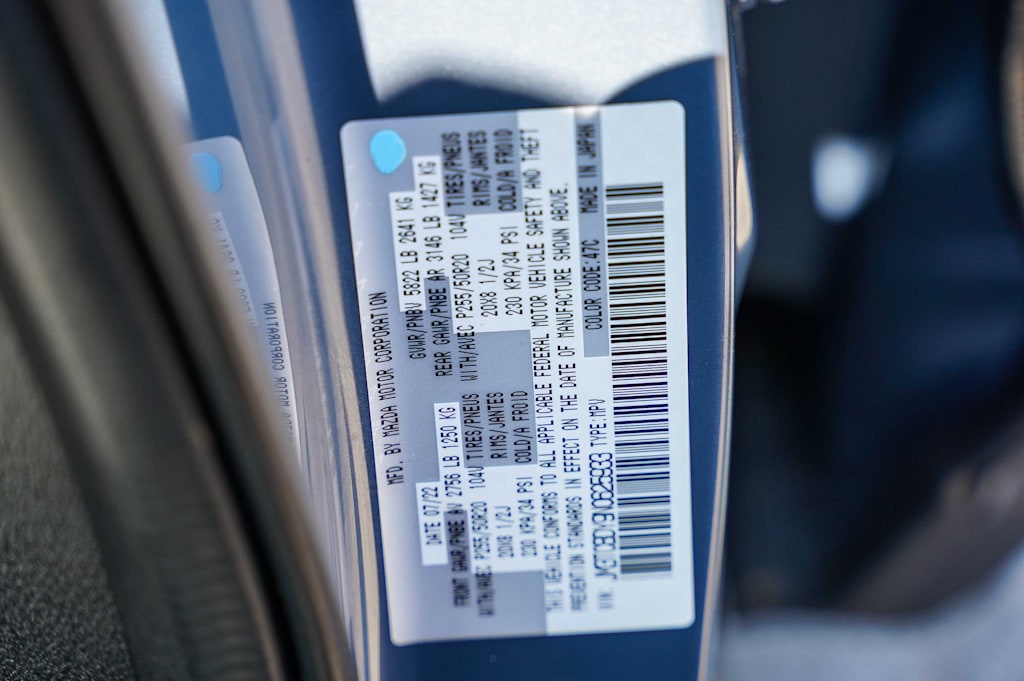 MFD. BY MAZDA MOTOR CORPORATION
DATE 07/22 GVWR/PNBV 5822 LB 2641 KG
FRONT GAWR/PNBE AV 2756 LB 1250 KG REAR GAWR/PNBE AR 3146 LB 1427 KG
WITH/AVEC P255/50R20 104V TIRES/PNEUS WITH/AVEC P255/50R20 104V TIRES/PNEUS
20X8 1/2J RIMS/JANTES 20X8 1/2J RIMS/JANTES
230 KPA/34 PSI COLD/A FROID 230 KPA/34 PSI COLD/A FROID
THIS VEHICLE CONFORMS TO ALL APPLICABLE FEDERAL MOTOR VEHICLE SAFETY AND THEFT
PREVENTION STANDARDS IN EFFECT ON THE DATE OF MANUFACTURE SHOWN ABOVE.
COLOR CODE:47C MADE IN JAPAN
VIN JM3TCBDY9N0625933 TYPE:MPV